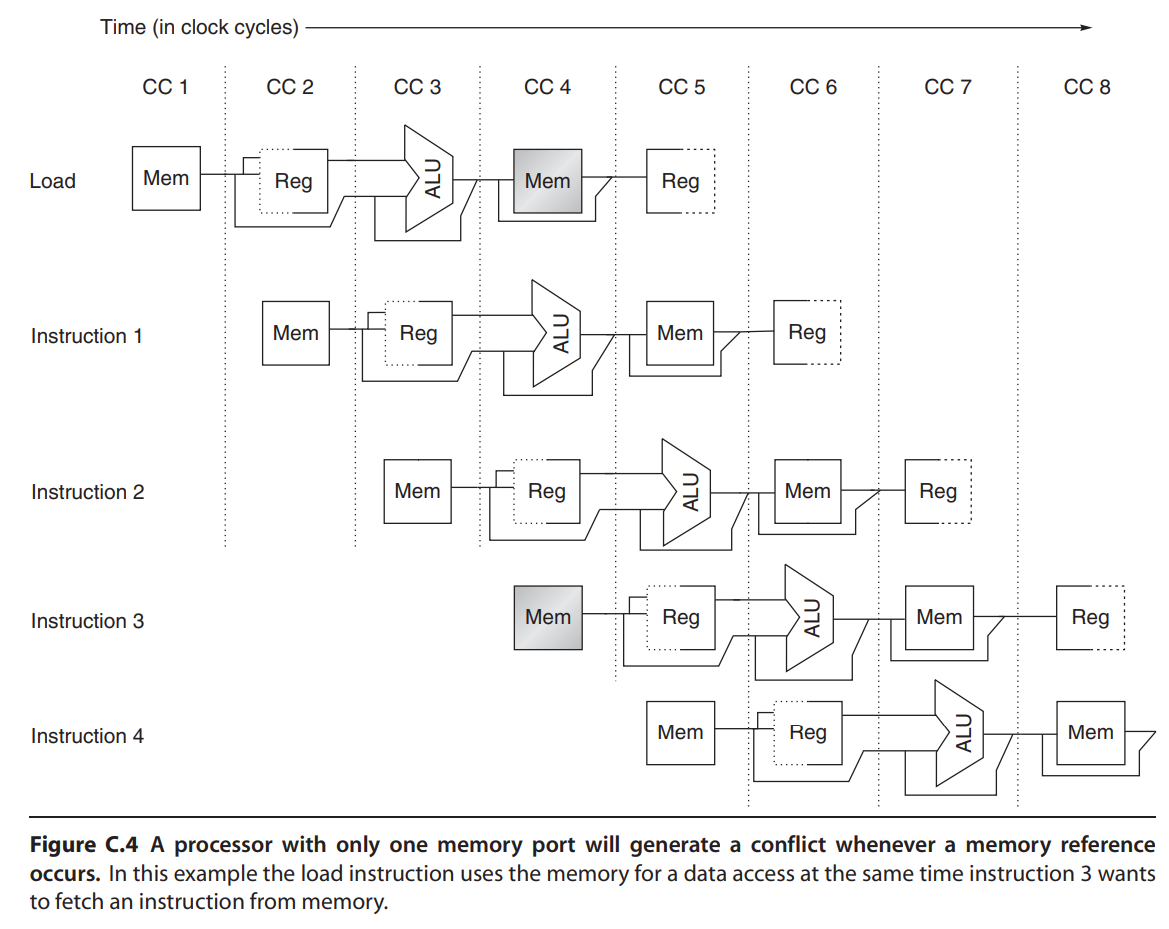 Time (in clock cycles)
CC 1 CC 2 CC 3 CC 4 CC 5 CC 6 CC 7 CC 8
Load Mem Reg ALU Mem Reg
Instruction 1 Mem Reg ALU Mem Reg
Instruction 2 Mem Reg ALU Mem Reg
Instruction 3 Mem Reg ALU Mem Reg
Instruction 4 Mem Reg ALU Mem
Figure C.4 A processor with only one memory port will generate a conflict whenever a memory reference
occurs. In this example the load instruction uses the memory for a data access at the same time instruction 3 wants
to fetch an instruction from memory.